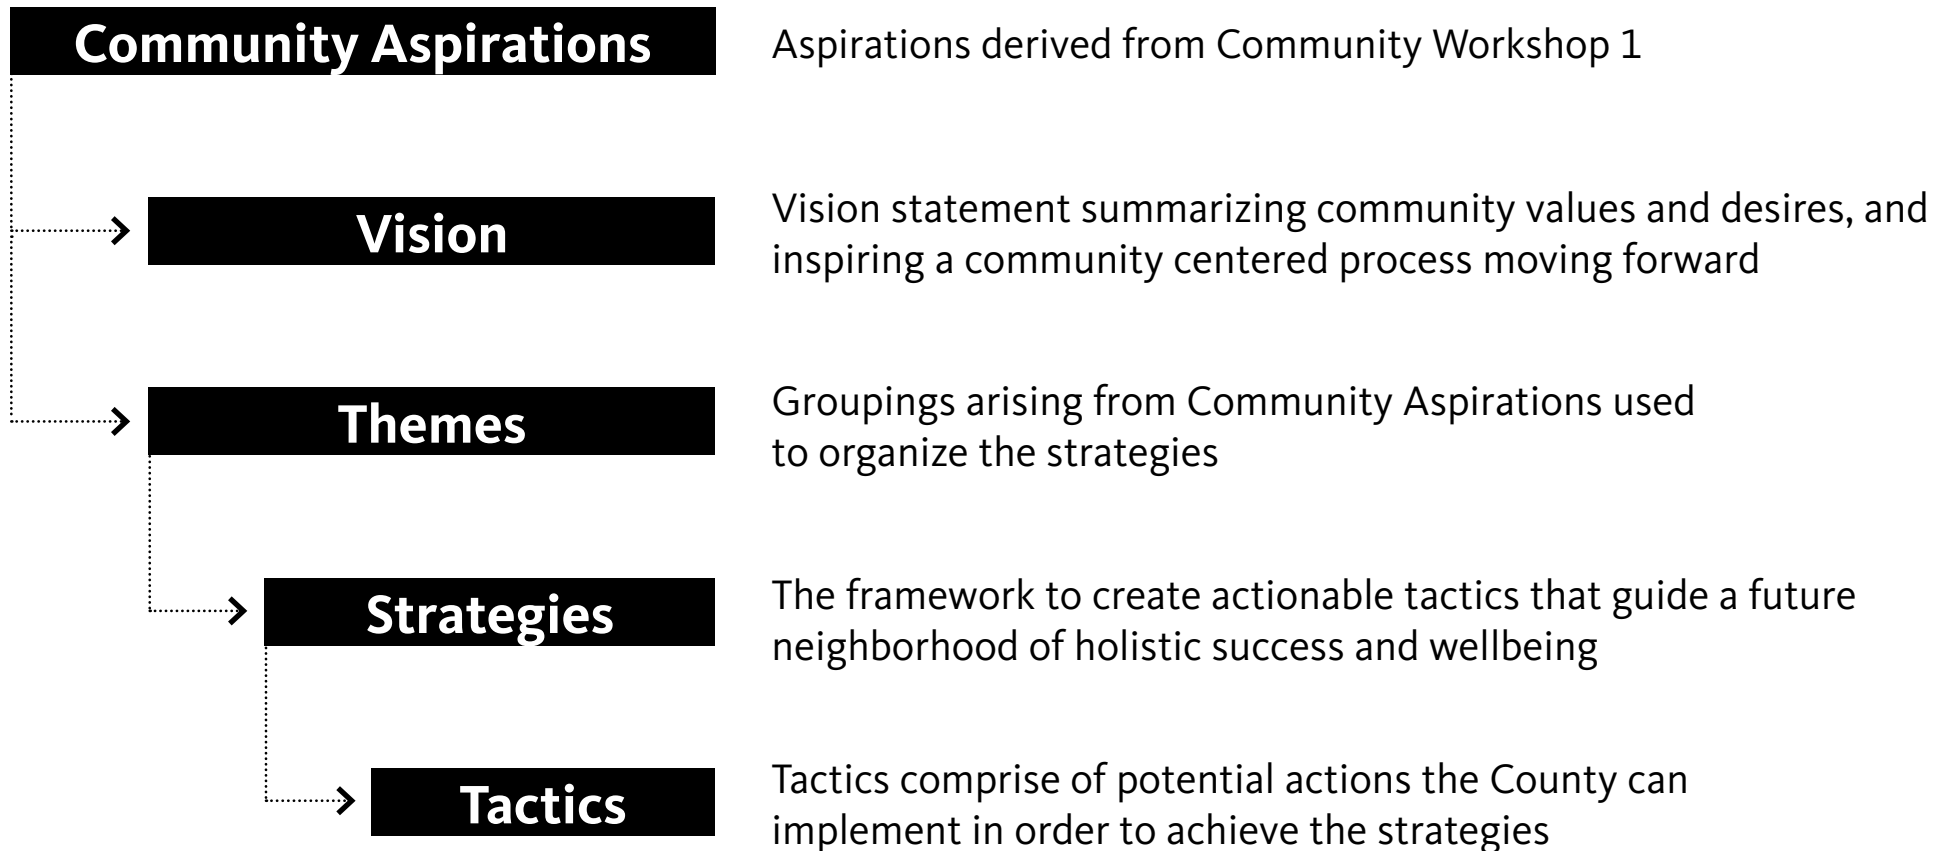 Community Aspirations
Aspirations derived from Community Workshop 1
Vision
Vision statement summarizing community values and desires, and
inspiring a community centered process moving forward
Themes
Groupings arising from Community Aspirations used
to organize the strategies
Strategies
The framework to create actionable tactics that guide a future
neighborhood of holistic success and wellbeing
Tactics
Tactics comprise of potential actions the County can
implement in order to achieve the strategies